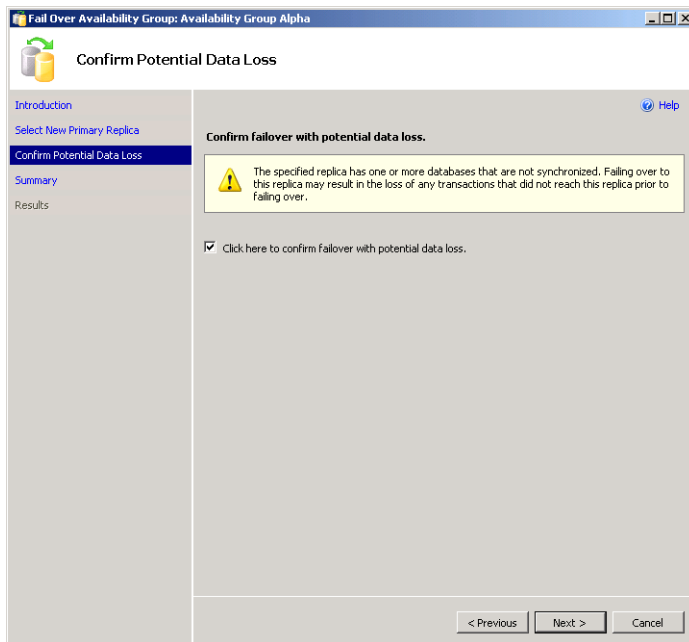 Fail Over Availability Group: Availability Group Alpha
Confirm Potential Data Loss
Introduction
Select New Primary Replica
Confirm Potential Data Loss
Summary
Results
Help
Confirm failover with potential data loss.
The specified replica has one or more databases that are not synchronized. Failing over to
this replica may result in the loss of any transactions that did not reach this replica prior to
failing over.
Click here to confirm failover with potential data loss.
< Previous
Next >
Cancel